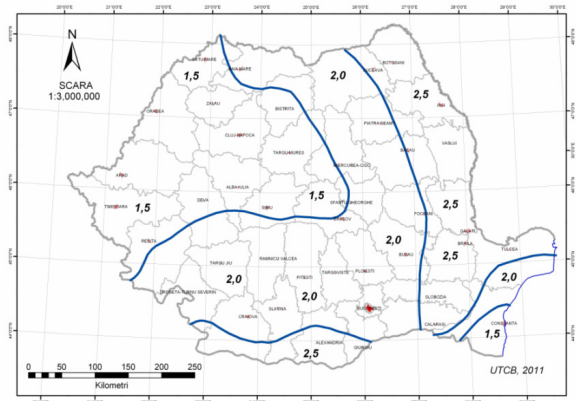 N
SCARA
1:3,000,000
1,5
2,0
2,5
SATU MARE
BAIA MARE
SUCEAVA
BOTOSANI
ZALAU
BISTRITA
IASI
ORADEA
CLUJ-NAPOCA
PIATRA NEAMT
TARGU-MURES
BACAU
VASLUI
MIERCUREA-CIUC
ARAD
ALBA IULIA
1,5
2,5
TIMISOARA
1,5
DEVA
SIBIU
SFANTU GHEORGHE
BRASOV
FOCSANI
RESITA
2,0
GALATI
BRAILA
2,5
TULCEA
TARGU JIU
RAMNICU VALCEA
BUZAU
2,0
2,0
PITESTI
TARGOVISTE
PLOIESTI
DROBETA-TURNU SEVERIN
2,0
SLOBOZIA
SLATINA
BUCURESTI
CRAIOVA
CALARASI
CONSTANTA
1,5
ALEXANDRIA
GIURGIU
2,5
0 50 100 150 200 250
Kilometri
UTCB, 2011